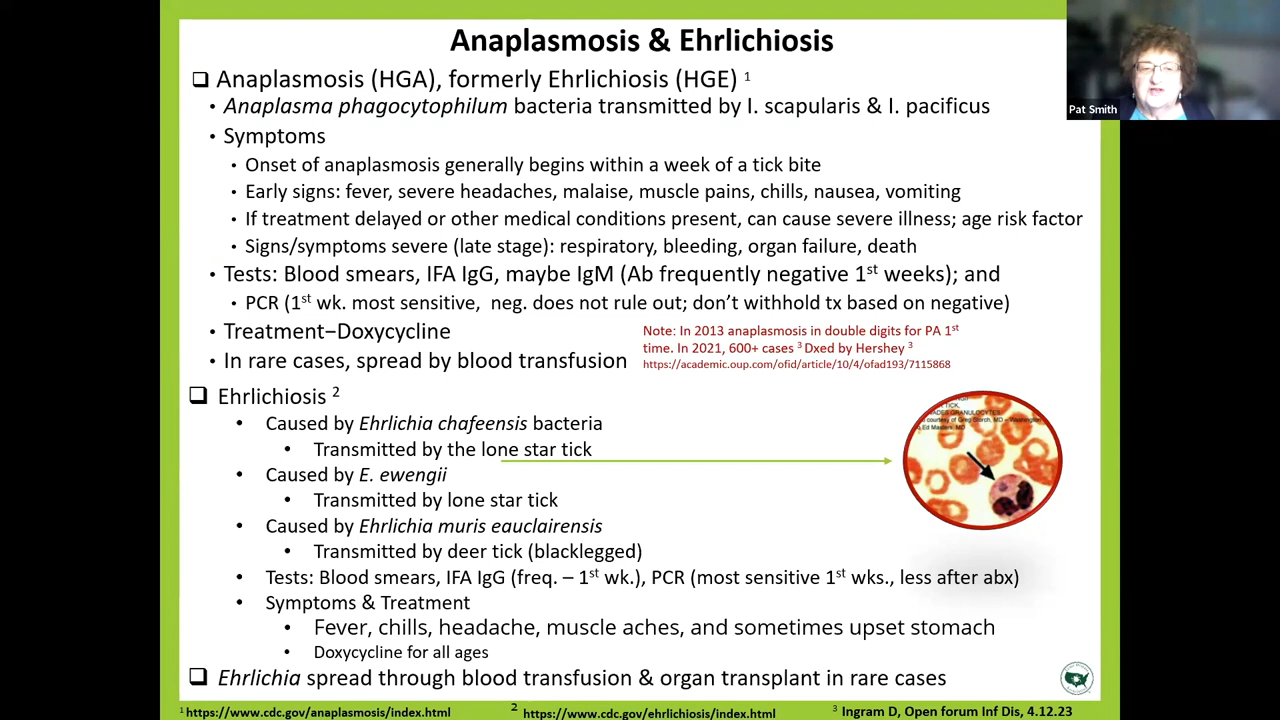 Anaplasmosis & Ehrlichiosis
Pat Smith
❑ Anaplasmosis (HGA), formerly Ehrlichiosis (HGE) ¹
• Anaplasma phagocytophilum bacteria transmitted by I. scapularis & I. pacificus
• Symptoms
• Onset of anaplasmosis generally begins within a week of a tick bite
• Early signs: fever, severe headaches, malaise, muscle pains, chills, nausea, vomiting
• If treatment delayed or other medical conditions present, can cause severe illness; age risk factor
• Signs/symptoms severe (late stage): respiratory, bleeding, organ failure, death
• Tests: Blood smears, IFA IgG, maybe IgM (Ab frequently negative 1st weeks); and
• PCR (1st wk. most sensitive, neg. does not rule out; don't withhold tx based on negative)
• Treatment–Doxycycline
• In rare cases, spread by blood transfusion
Note: In 2013 anaplasmosis in double digits for PA 1st
time. In 2021, 600+ cases ³ Dxed by Hershey ³
https://academic.oup.com/ofid/article/10/4/ofad193/7115868
❑ Ehrlichiosis ²
• Caused by Ehrlichia chafeensis bacteria
• Transmitted by the lone star tick
• Caused by E. ewengii
• Transmitted by lone star tick
• Caused by Ehrlichia muris eauclairensis
• Transmitted by deer tick (blacklegged)
• Tests: Blood smears, IFA IgG (freq. – 1st wk.), PCR (most sensitive 1st wks., less after abx)
• Symptoms & Treatment
• Fever, chills, headache, muscle aches, and sometimes upset stomach
• Doxycycline for all ages
❑ Ehrlichia spread through blood transfusion & organ transplant in rare cases
TICK,
GRANULOCYTES
courtesy of Greg Storch, MD – Washington
Ed Masters, MD
¹ https://www.cdc.gov/anaplasmosis/index.html
² https://www.cdc.gov/ehrlichiosis/index.html
³ Ingram D, Open forum Inf Dis, 4.12.23